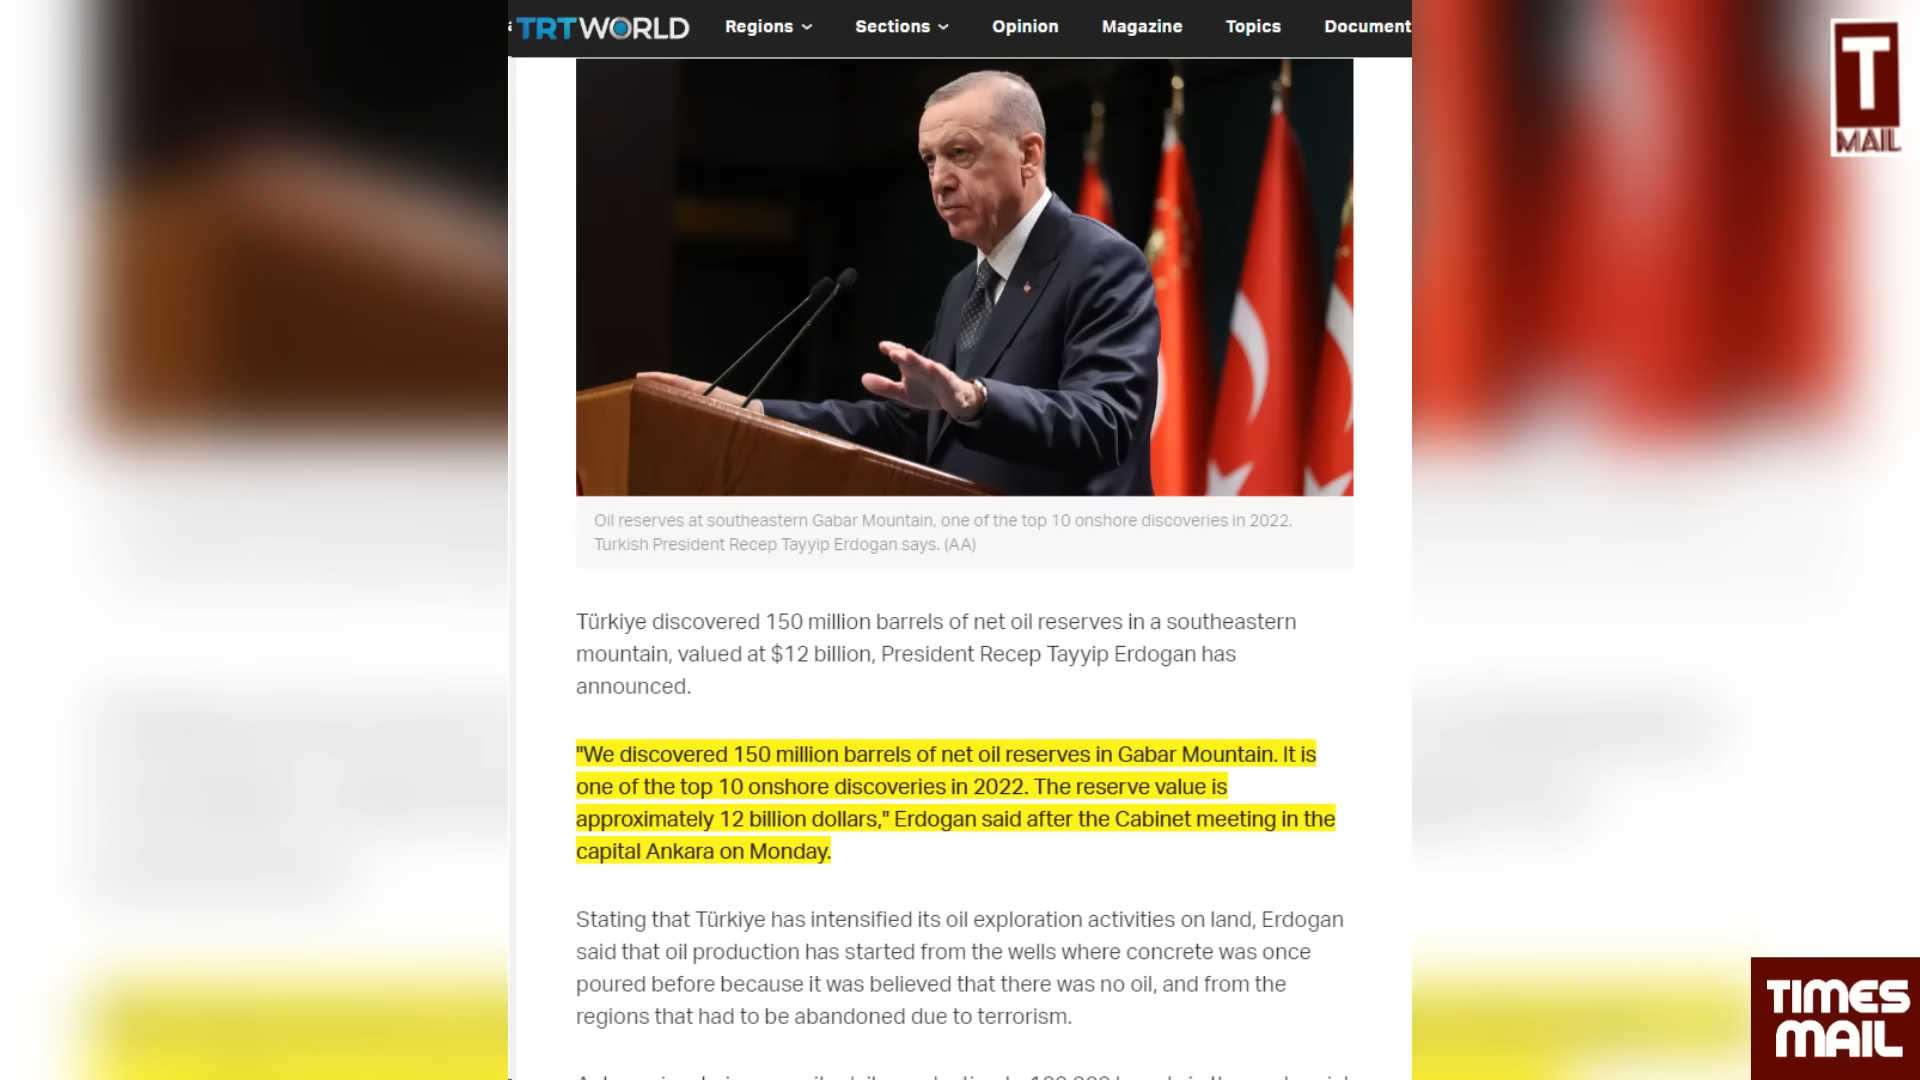 TRT WORLD Regions Sections Opinion Magazine Topics Document
T
MAIL
Oil reserves at southeastern Gabar Mountain, one of the top 10 onshore discoveries in 2022,
Turkish President Recep Tayyip Erdogan says. (AA)
Türkiye discovered 150 million barrels of net oil reserves in a southeastern
mountain, valued at $12 billion, President Recep Tayyip Erdogan has
announced.
"We discovered 150 million barrels of net oil reserves in Gabar Mountain. It is
one of the top 10 onshore discoveries in 2022. The reserve value is
approximately 12 billion dollars," Erdogan said after the Cabinet meeting in the
capital Ankara on Monday.
Stating that Türkiye has intensified its oil exploration activities on land, Erdogan
said that oil production has started from the wells where concrete was once
poured before because it was believed that there was no oil, and from the
regions that had to be abandoned due to terrorism.
TIMES
MAIL